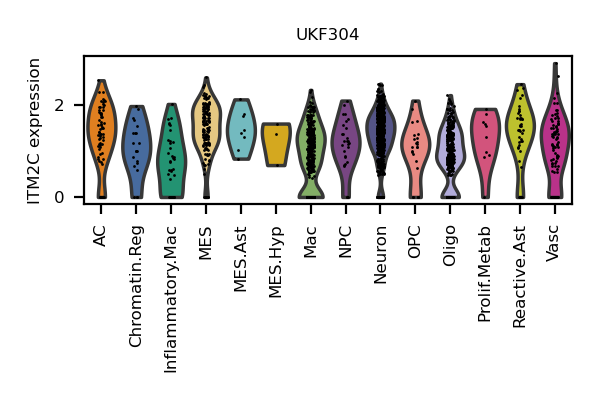 UKF304
ITM2C expression
2
0
AC
Chromatin.Reg
Inflammatory.Mac
MES
MES.Ast
MES.Hyp
Mac
NPC
Neuron
OPC
Oligo
Prolif.Metab
Reactive.Ast
Vasc